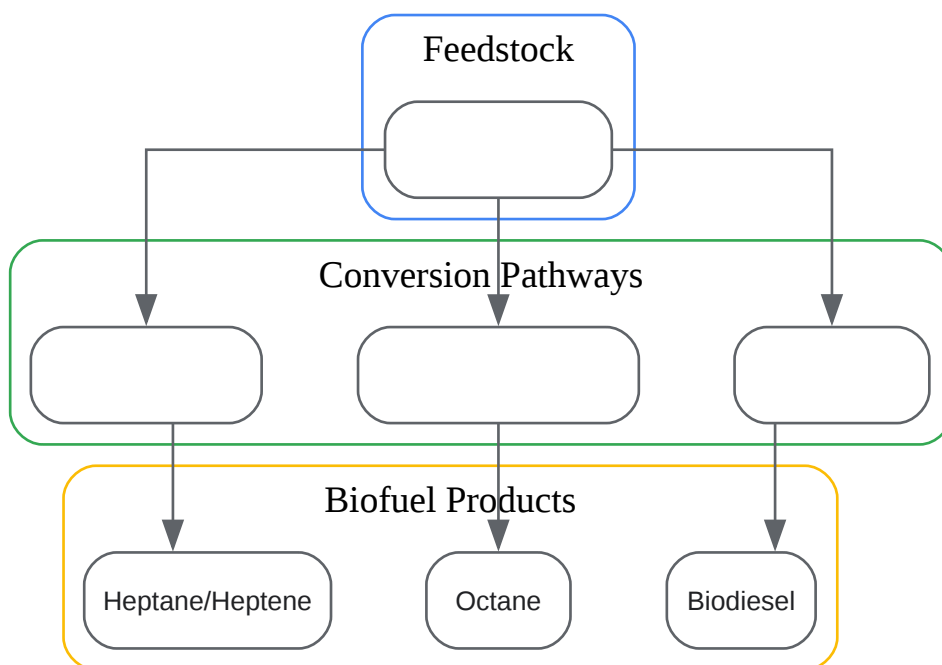 Feedstock
Conversion Pathways
Biofuel Products
Heptane/Heptene
Octane
Biodiesel